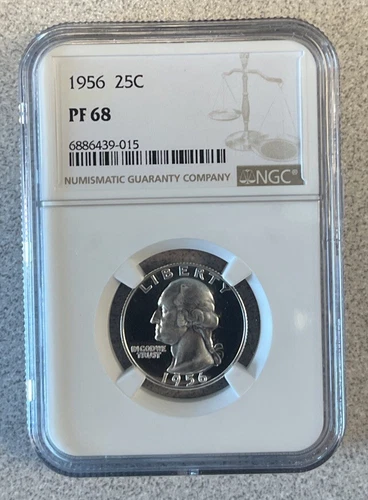 1956 25C
PF 68
6886439-015
NUMISMATIC GUARANTY COMPANY NGC®
LIBERTY
IN GOD WE
TRUST
1956